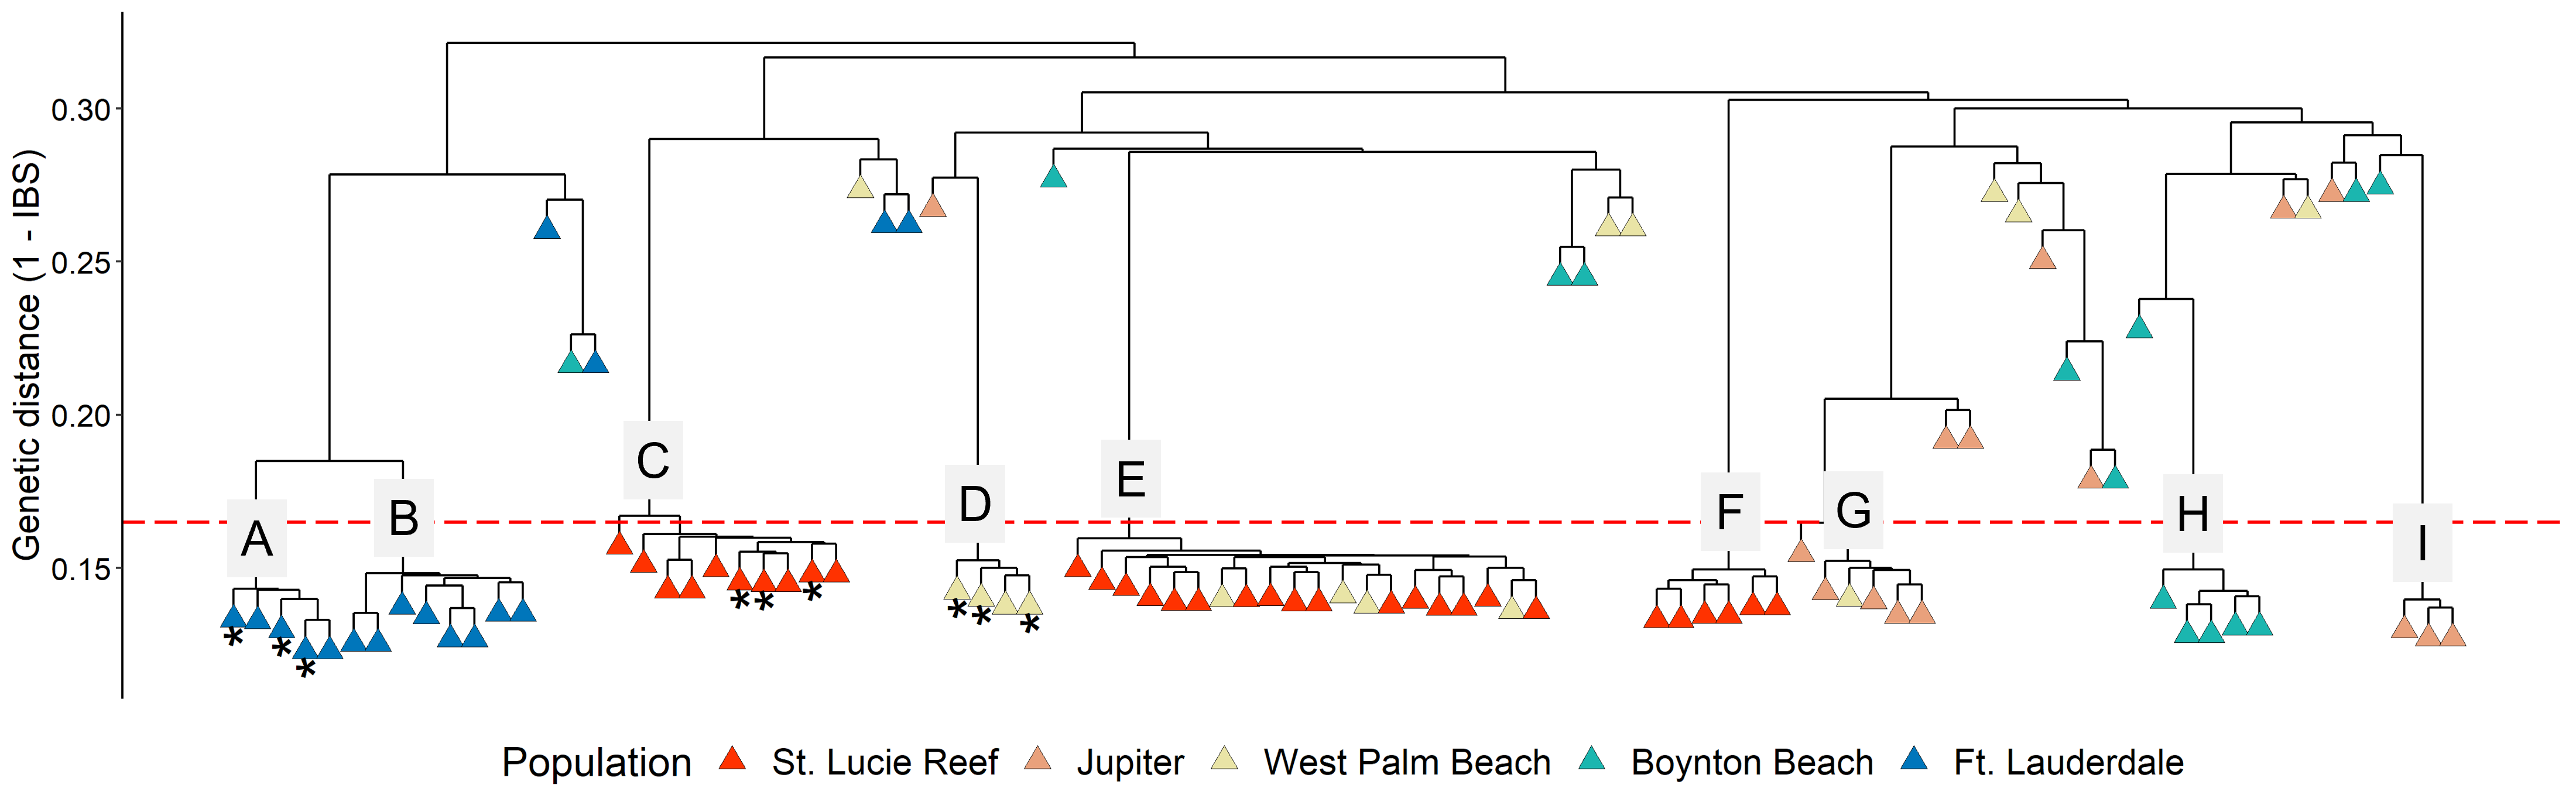 Genetic distance (1 - IBS)
0.30
0.25
0.20
0.15
A
B
C
D
E
F
G
H
I
*
*
*
*
*
*
*
*
*
Population St. Lucie Reef Jupiter West Palm Beach Boynton Beach Ft. Lauderdale